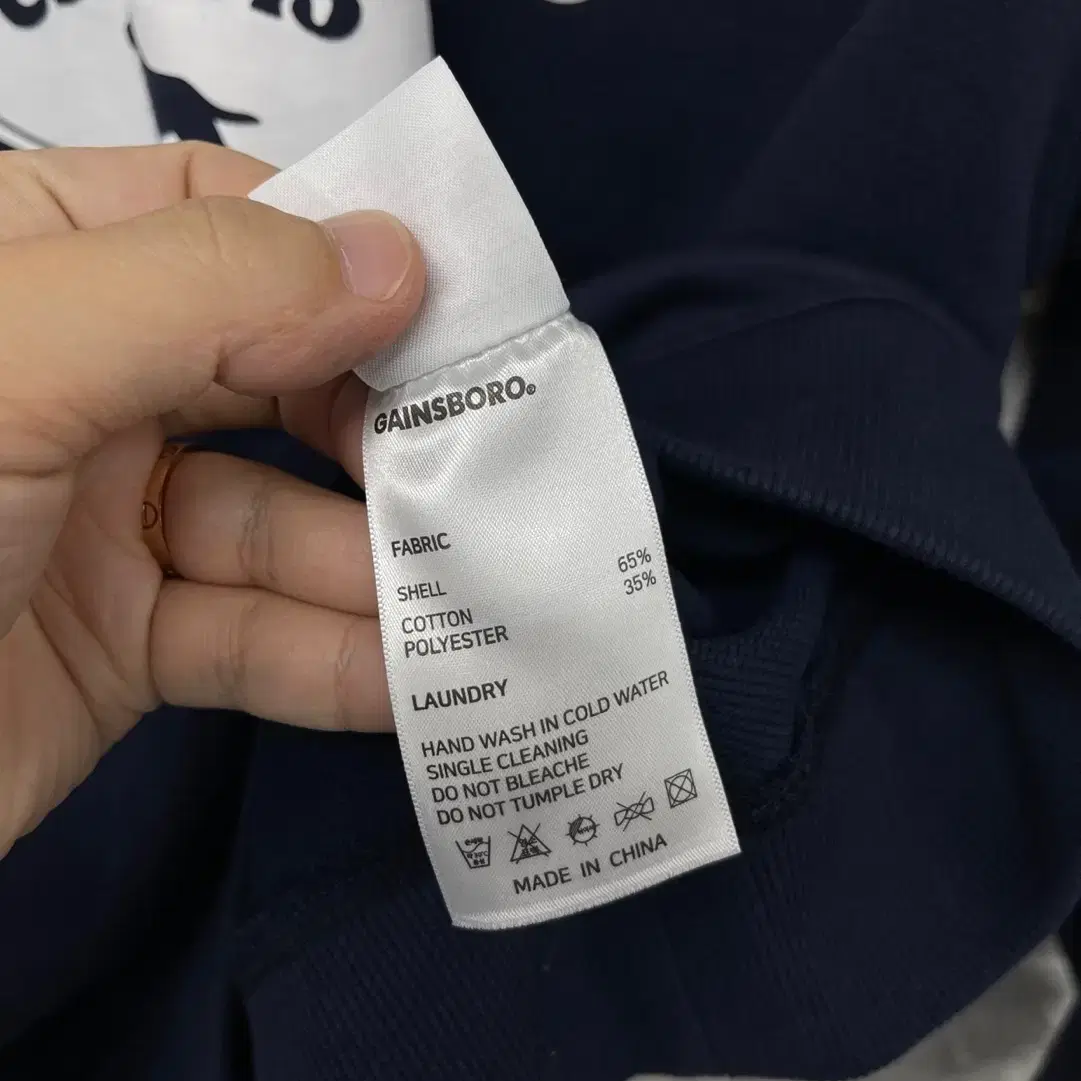 GAINSBORO®
FABRIC
SHELL
65%
35%
COTTON
POLYESTER
LAUNDRY
HAND WASH IN COLD WATER
SINGLE CLEANING
DO NOT BLEACHE
DO NOT TUMPLE DRY
MADE IN CHINA